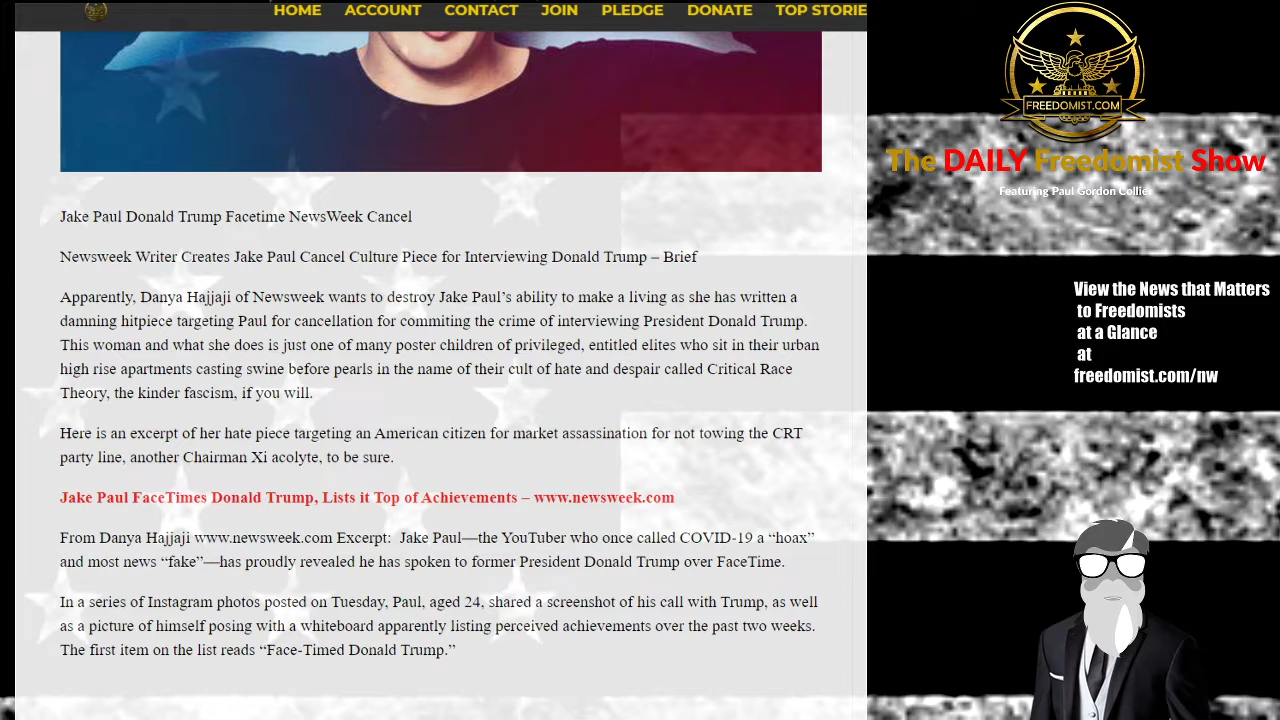 HOME ACCOUNT CONTACT JOIN PLEDGE DONATE TOP STORIE
FREEDOMIST.COM
The DAILY Freedomist Show
Featuring Paul Gordon Collier
Jake Paul Donald Trump Facetime NewsWeek Cancel
Newsweek Writer Creates Jake Paul Cancel Culture Piece for Interviewing Donald Trump – Brief
Apparently, Danya Hajjaji of Newsweek wants to destroy Jake Paul’s ability to make a living as she has written a
damning hitpiece targeting Paul for cancellation for commiting the crime of interviewing President Donald Trump.
This woman and what she does is just one of many poster children of privileged, entitled elites who sit in their urban
high rise apartments casting swine before pearls in the name of their cult of hate and despair called Critical Race
Theory, the kinder fascism, if you will.
Here is an excerpt of her hate piece targeting an American citizen for market assassination for not towing the CRT
party line, another Chairman Xi acolyte, to be sure.
Jake Paul FaceTimes Donald Trump, Lists it Top of Achievements – www.newsweek.com
From Danya Hajjaji www.newsweek.com Excerpt:  Jake Paul—the YouTuber who once called COVID-19 a “hoax”
and most news “fake”—has proudly revealed he has spoken to former President Donald Trump over FaceTime.
In a series of Instagram photos posted on Tuesday, Paul, aged 24, shared a screenshot of his call with Trump, as well
as a picture of himself posing with a whiteboard apparently listing perceived achievements over the past two weeks.
The first item on the list reads “Face-Timed Donald Trump.”
View the News that Matters
to Freedomists
at a Glance
at
freedomist.com/nw